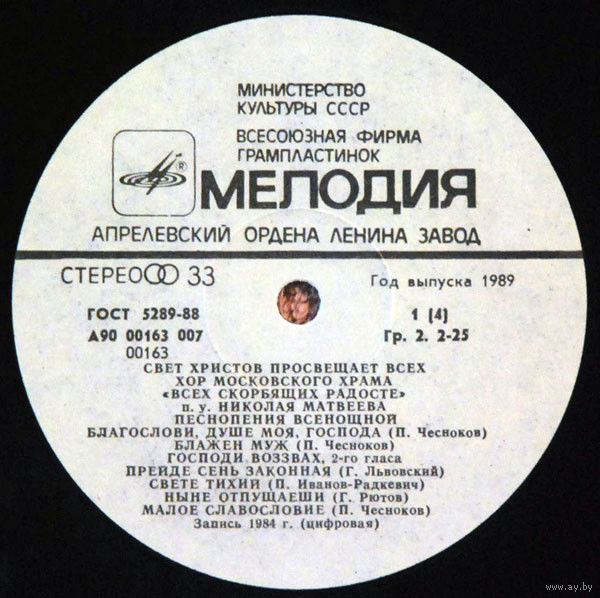 МИНИСТЕРСТВО
КУЛЬТУРЫ СССР
ВСЕСОЮЗНАЯ ФИРМА
ГРАМПЛАСТИНОК
®
МЕЛОДИЯ
АПРЕЛЕВСКИЙ ОРДЕНА ЛЕНИНА ЗАВОД
СТЕРЕО 33
Год выпуска 1989
ГОСТ 5289-88
1 (4)
А90 00163 007
Гр. 2. 2-25
00163
СВЕТ ХРИСТОВ ПРОСВЕЩАЕТ ВСЕХ
ХОР МОСКОВСКОГО ХРАМА
«ВСЕХ СКОРБЯЩИХ РАДОСТЕ»
п. у. НИКОЛАЯ МАТВЕЕВА
ПЕСНОПЕНИЯ ВСЕНОЩНОЙ
БЛАГОСЛОВИ, ДУШЕ МОЯ, ГОСПОДА (П. Чесноков)
БЛАЖЕН МУЖ (П. Чесноков)
ГОСПОДИ ВОЗЗВАХ, 2-го гласа
ПРЕЙДЕ СЕНЬ ЗАКОННАЯ (Г. Львовский)
СВЕТЕ ТИХИЙ (П. Иванов-Радкевич)
НЫНЕ ОТПУЩАЕШИ (Г. Рютов)
МАЛОЕ СЛАВОСЛОВИЕ (П. Чесноков)
Запись 1984 г. (цифровая)
www.ay.by